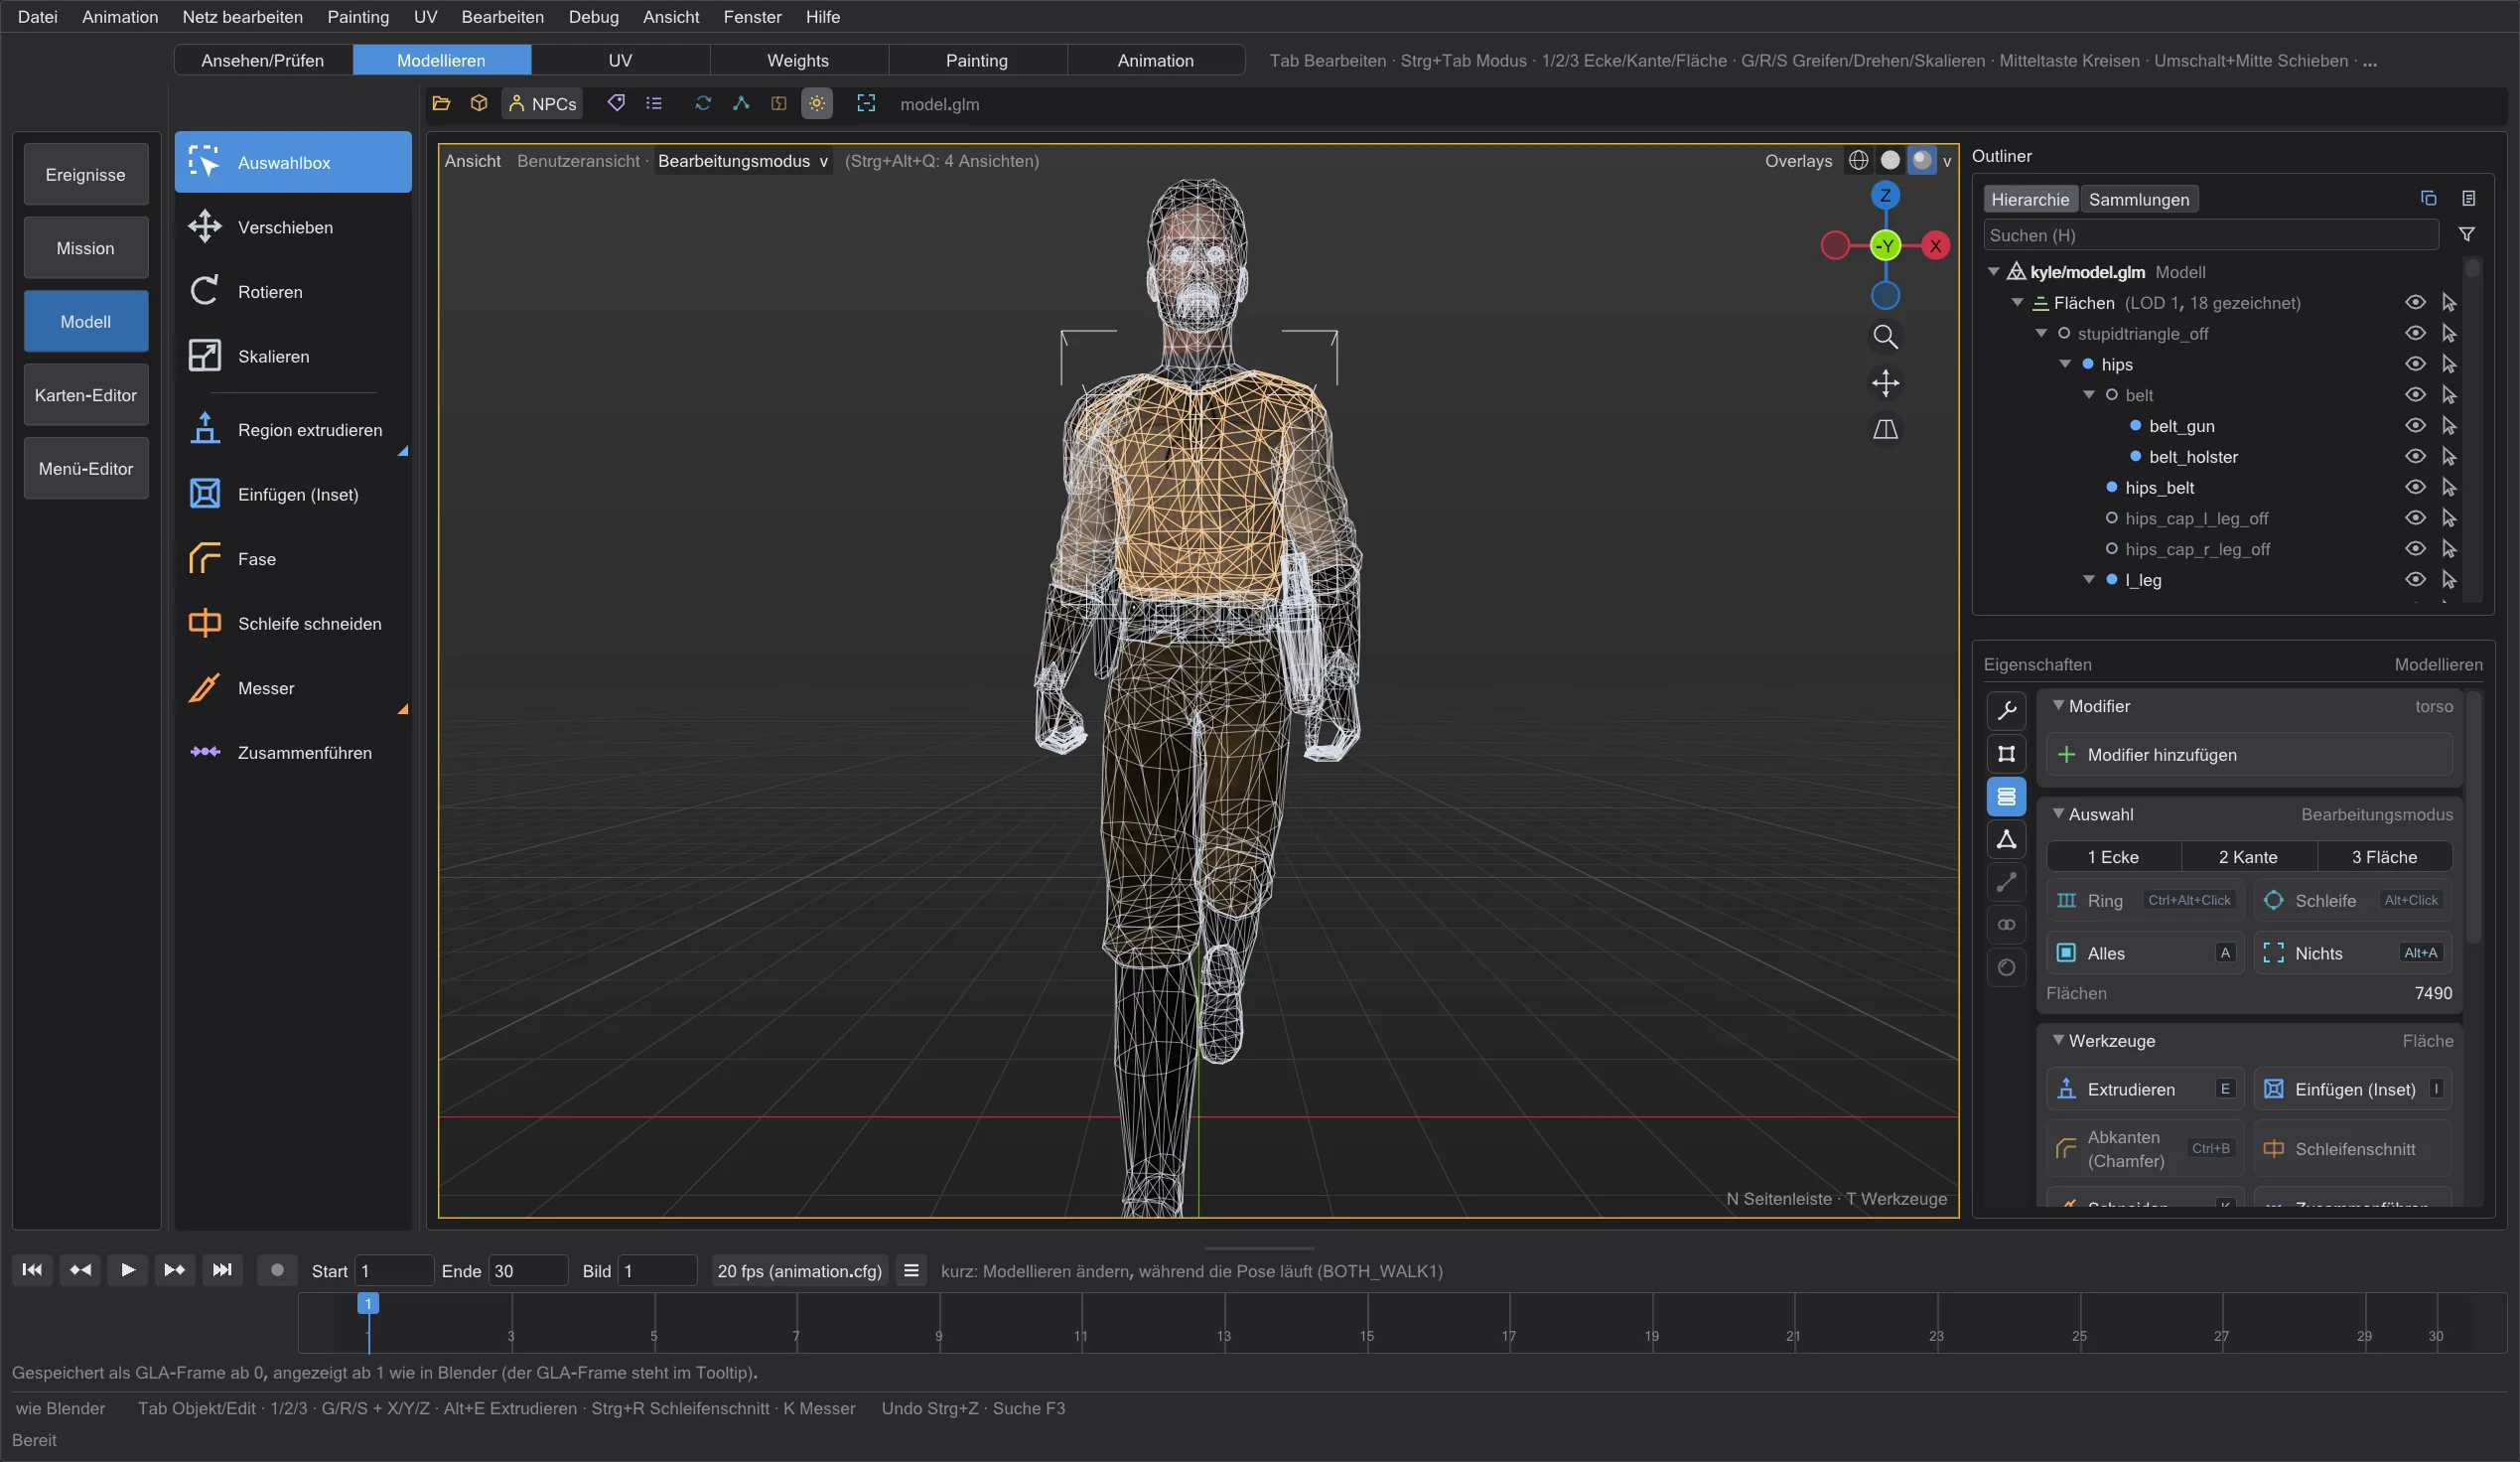 Datei Animation Netz bearbeiten Painting UV Bearbeiten Debug Ansicht Fenster Hilfe
Ansehen/Prüfen Modellieren UV Weights Painting Animation Tab Bearbeiten · Strg+Tab Modus · 1/2/3 Ecke/Kante/Fläche · G/R/S Greifen/Drehen/Skalieren · Mitteltaste Kreisen · Umschalt+Mitte Schieben · ...
NPCs model.glm
Ereignisse
Mission
Modell
Karten-Editor
Menü-Editor
Auswahlbox
Verschieben
Rotieren
Skalieren
Region extrudieren
Einfügen (Inset)
Fase
Schleife schneiden
Messer
Zusammenführen
Ansicht Benutzeransicht · Bearbeitungsmodus v (Strg+Alt+Q: 4 Ansichten) Overlays v
Z
-Y X
N Seitenleiste · T Werkzeuge
Outliner
Hierarchie Sammlungen
Suchen (H)
kyle/model.glm Modell
Flächen (LOD 1, 18 gezeichnet)
stupidtriangle_off
hips
belt
belt_gun
belt_holster
hips_belt
hips_cap_l_leg_off
hips_cap_r_leg_off
l_leg
Eigenschaften Modellieren
Modifier torso
Modifier hinzufügen
Auswahl Bearbeitungsmodus
1 Ecke 2 Kante 3 Fläche
Ring Ctrl+Alt+Click Schleife Alt+Click
Alles A Nichts Alt+A
Flächen 7490
Werkzeuge Fläche
Extrudieren E Einfügen (Inset) I
Abkanten (Chamfer) Ctrl+B Schleifenschnitt
Schneiden K Zusammenführen
Start 1 Ende 30 Bild 1 20 fps (animation.cfg) kurz: Modellieren ändern, während die Pose läuft (BOTH_WALK1)
1
1 3 5 7 9 11 13 15 17 19 21 23 25 27 29 30
Gespeichert als GLA-Frame ab 0, angezeigt ab 1 wie in Blender (der GLA-Frame steht im Tooltip).
wie Blender Tab Objekt/Edit · 1/2/3 · G/R/S + X/Y/Z · Alt+E Extrudieren · Strg+R Schleifenschnitt · K Messer Undo Strg+Z · Suche F3
Bereit